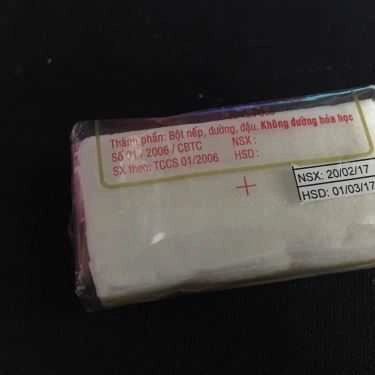 Thành phần: Bột nếp, đường, đậu. Không đường hóa học
Số 01 / 2006 / CBTC NSX :
SX theo: TCCS 01/2006 HSD :
NSX: 20/02/17
HSD: 01/03/17